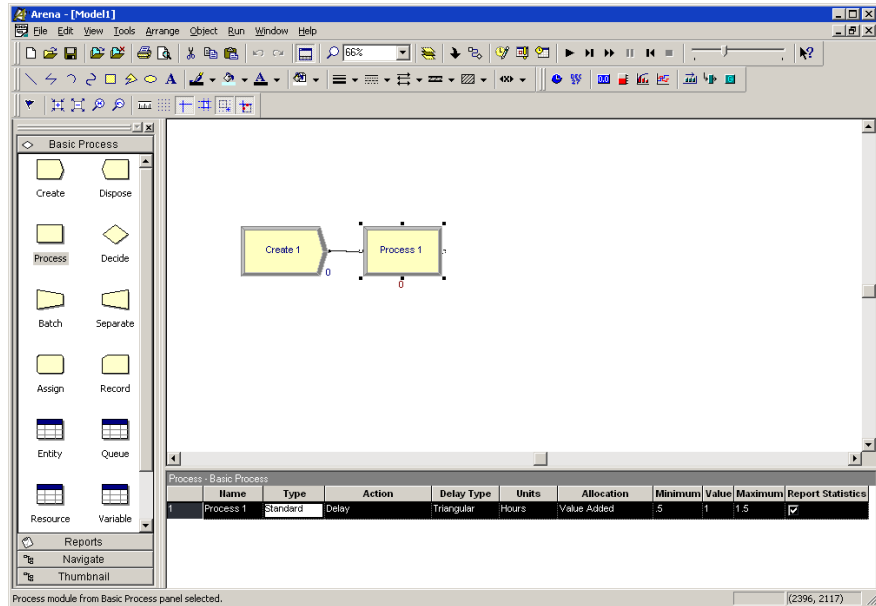 Arena - [Model1]
File Edit View Tools Arrange Object Run Window Help
66%
A A
Basic Process
Create Dispose
Process Decide
Batch Separate
Assign Record
Entity Queue
Resource Variable
Reports
Navigate
Thumbnail
Create 1 Process 1
0
0
Process - Basic Process
Name Type Action Delay Type Units Allocation Minimum Value Maximum Report Statistics
1 Process 1 Standard Delay Triangular Hours Value Added .5 1 1.5
Process module from Basic Process panel selected. (2396, 2117)